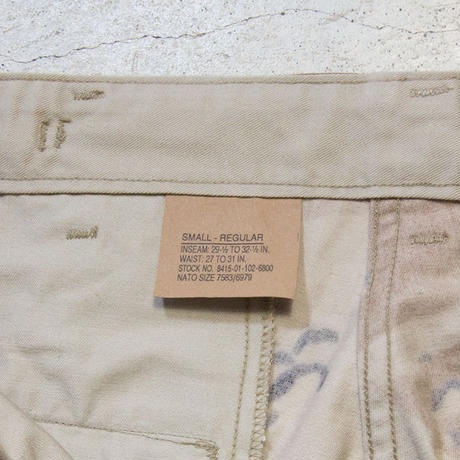 SMALL - REGULAR
INSEAM: 29-½ TO 32-½ IN.
WAIST: 27 TO 31 IN.
STOCK NO. 8415-01-102-6800
NATO SIZE 7583/6979